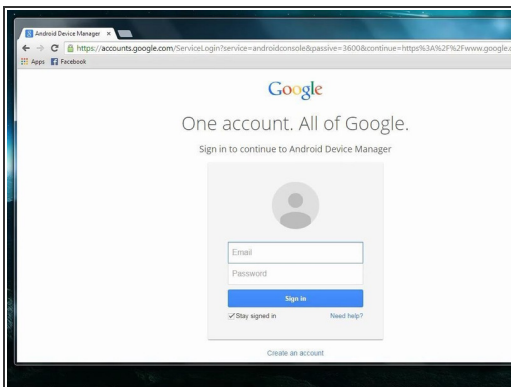 Android Device Manager
https://accounts.google.com/ServiceLogin?service=androidconsole&passive=3600&continue=https%3A%2F%2Fwww.google.c
Apps Facebook
Google
One account. All of Google.
Sign in to continue to Android Device Manager
Email
Password
Sign in
Stay signed in Need help?
Create an account